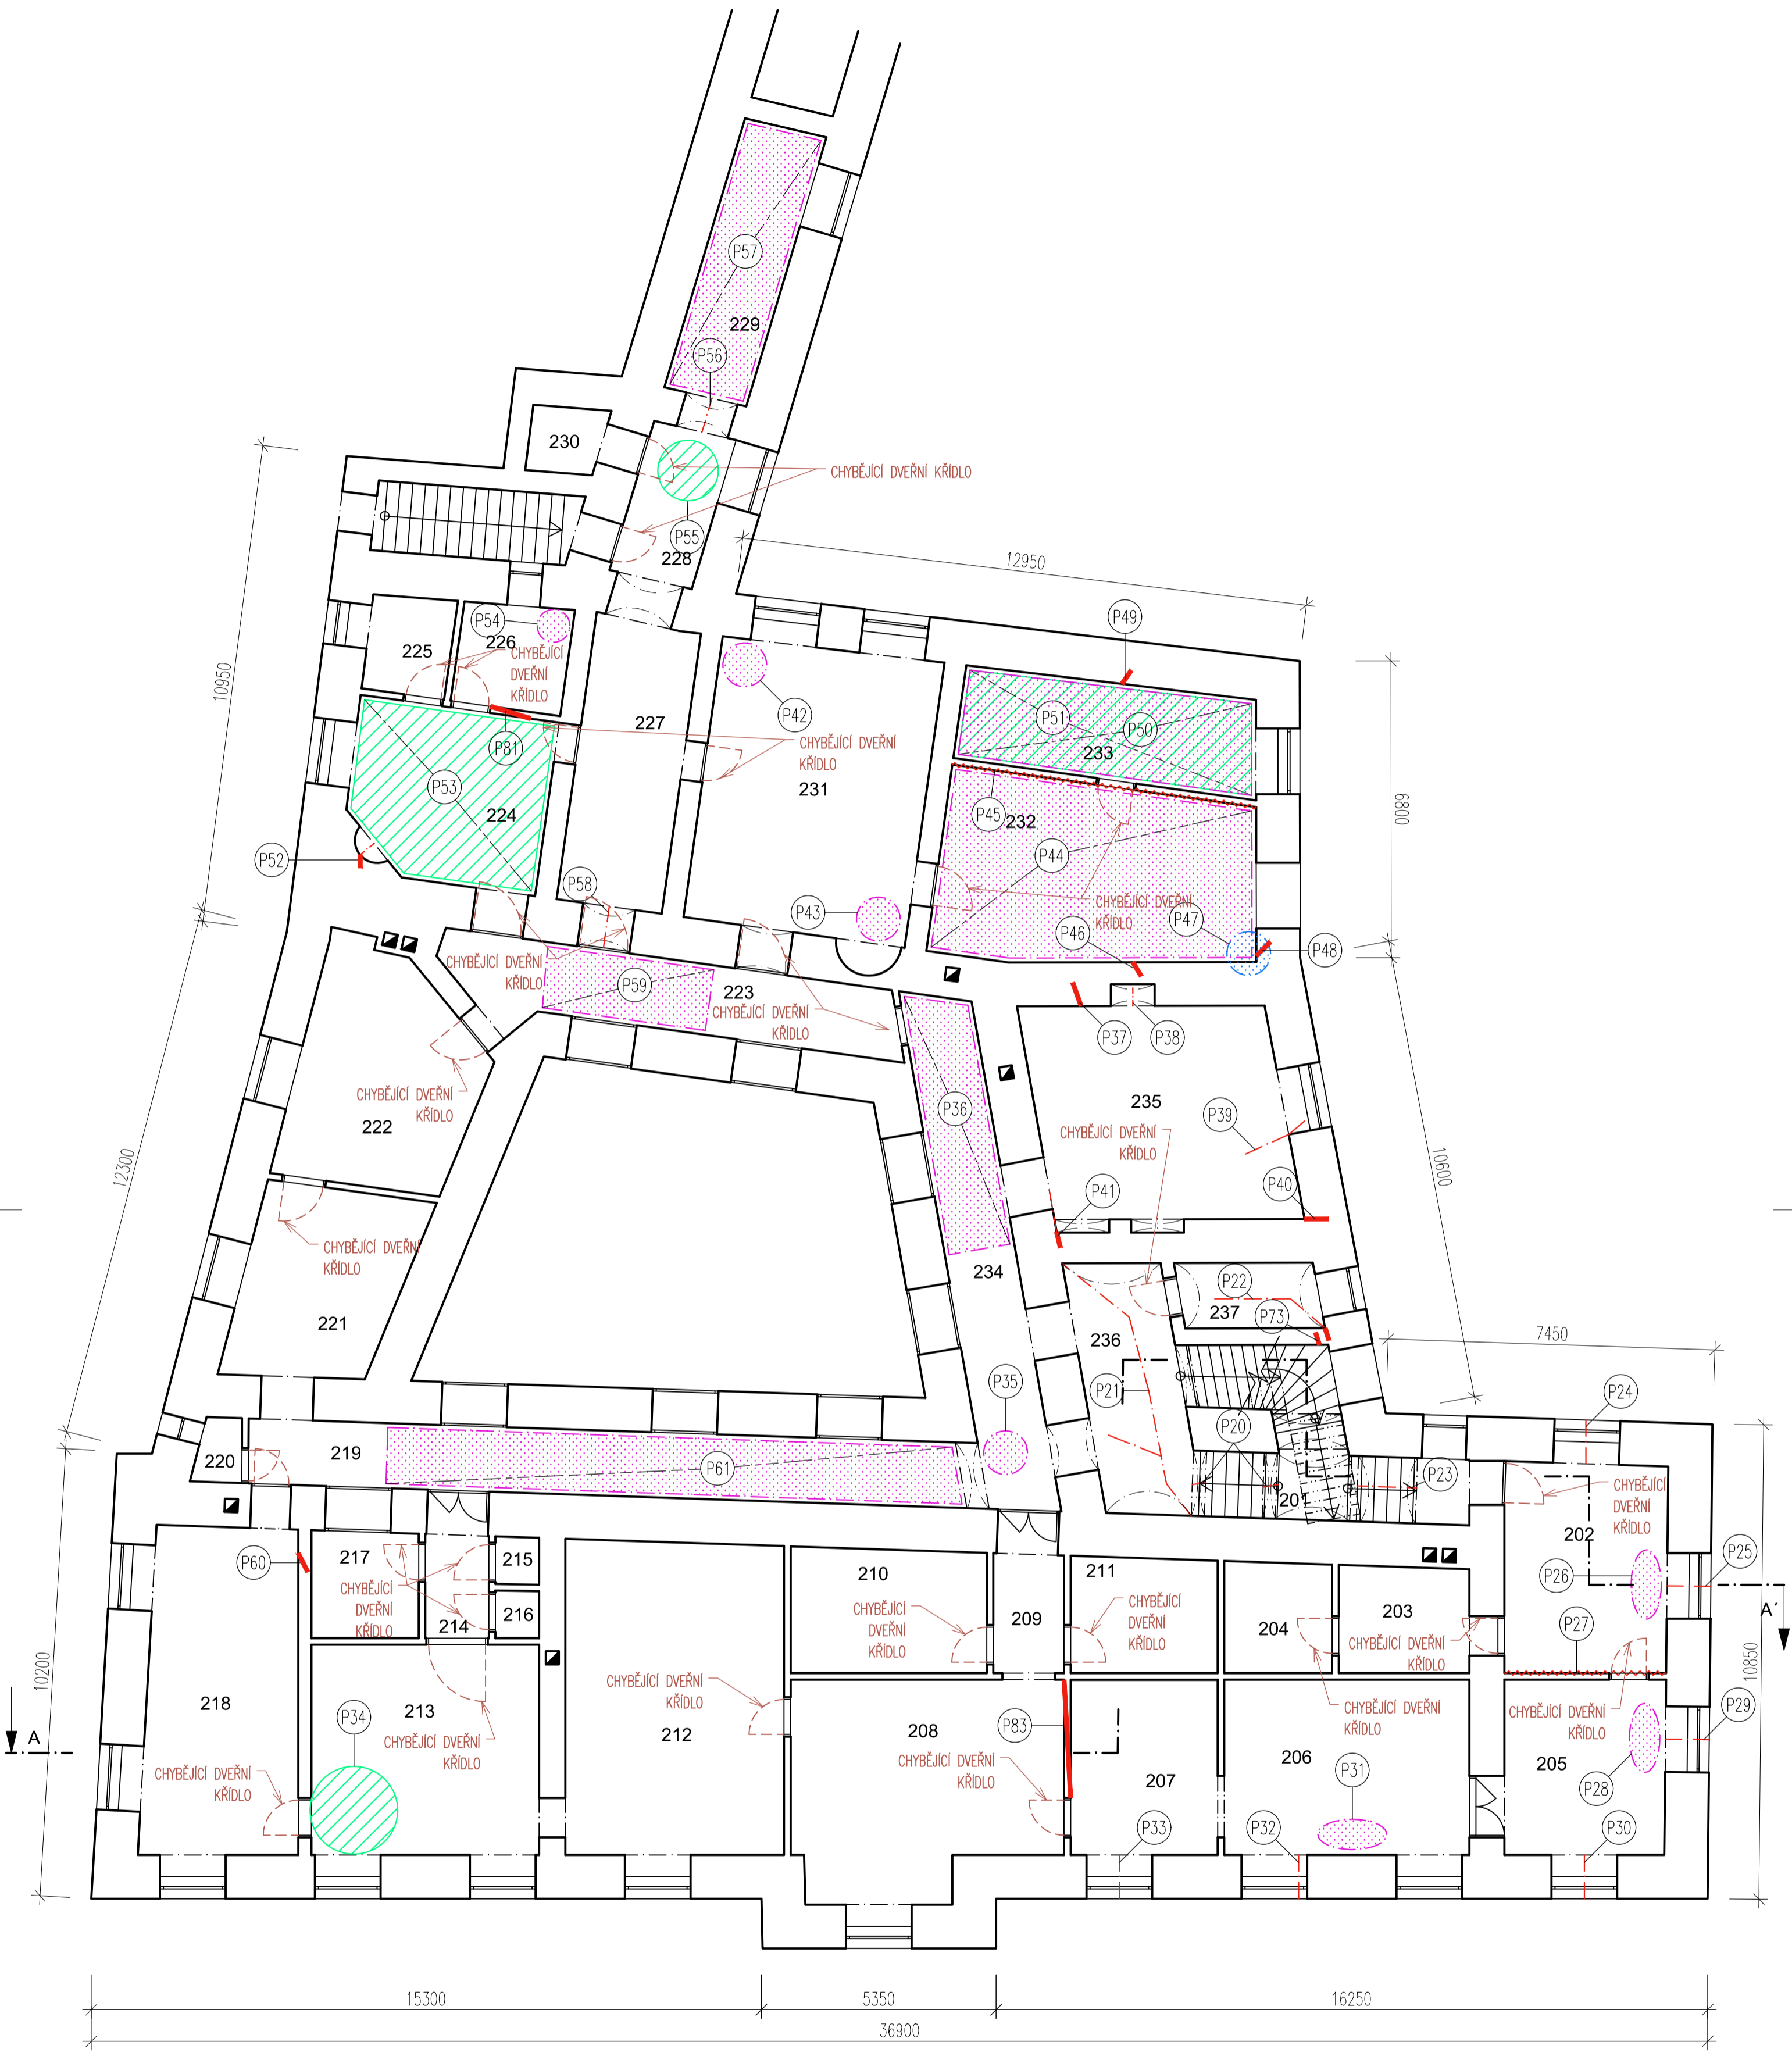 P57
229
P56
230
CHYBĚJÍCÍ DVEŘNÍ KŘÍDLO
P55
228
12950
10950
P54
226
225
CHYBĚJÍCÍ
DVEŘNÍ
KŘÍDLO
P49
P42
227
P81
CHYBĚJÍCÍ DVEŘNÍ
KŘÍDLO
231
P51
P50
233
P53
224
P45
232
6800
P52
P44
P58
P43
CHYBĚJÍCÍ DVEŘNÍ
KŘÍDLO
P47
P46
P48
CHYBĚJÍCÍ DVEŘNÍ
KŘÍDLO
P59
223
CHYBĚJÍCÍ DVEŘNÍ
KŘÍDLO
P37
P38
CHYBĚJÍCÍ DVEŘNÍ
KŘÍDLO
222
P36
235
P39
CHYBĚJÍCÍ DVEŘNÍ
KŘÍDLO
12300
10600
P41
P40
CHYBĚJÍCÍ DVEŘNÍ
KŘÍDLO
234
P22
237
P73
221
236
7450
P35
P21
P24
P20
219
220
P61
P23
201
CHYBĚJÍCÍ
DVEŘNÍ
KŘÍDLO
202
P60
217
215
P25
CHYBĚJÍCÍ
DVEŘNÍ
KŘÍDLO
216
214
210
CHYBĚJÍCÍ
DVEŘNÍ
KŘÍDLO
209
211
CHYBĚJÍCÍ
DVEŘNÍ
KŘÍDLO
204
203
CHYBĚJÍCÍ DVEŘNÍ
KŘÍDLO
P26
A´
P27
10200
10850
218
213
P34
CHYBĚJÍCÍ DVEŘNÍ
KŘÍDLO
CHYBĚJÍCÍ DVEŘNÍ
KŘÍDLO
212
208
P83
CHYBĚJÍCÍ DVEŘNÍ
KŘÍDLO
CHYBĚJÍCÍ DVEŘNÍ
KŘÍDLO
P29
A
CHYBĚJÍCÍ DVEŘNÍ
KŘÍDLO
CHYBĚJÍCÍ DVEŘNÍ
KŘÍDLO
207
206
P31
205
P28
P33
P32
P30
15300
5350
16250
36900